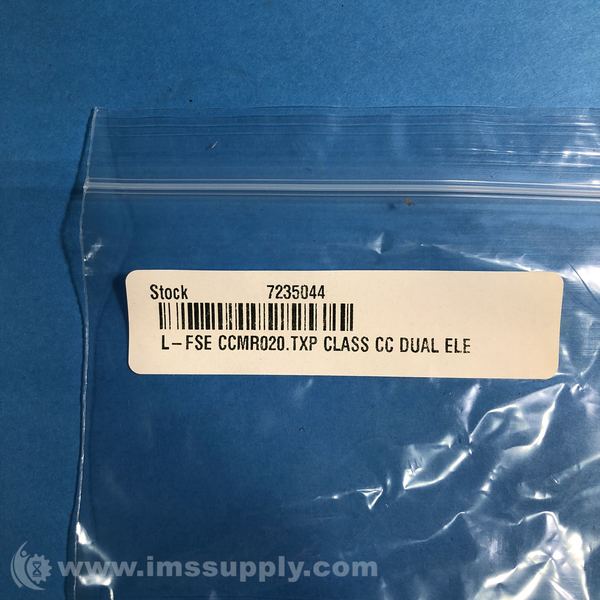 Stock 7235044
L-FSE CCMR020.TXP CLASS CC DUAL ELE
www.imssupply.com